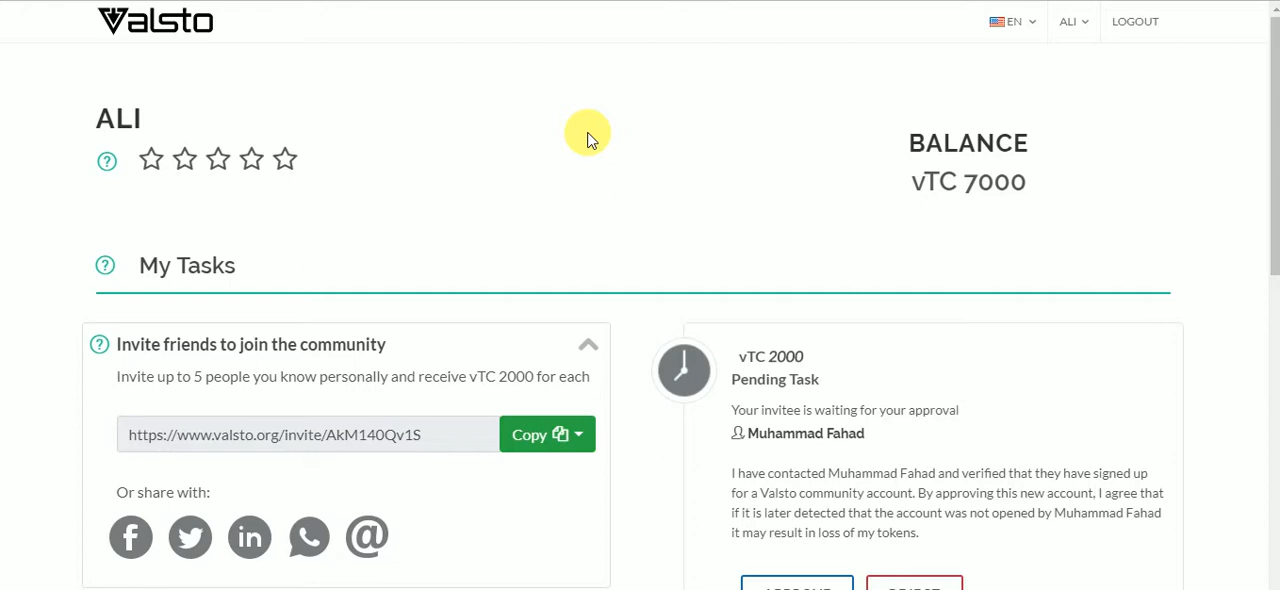 Valsto
EN
ALI
LOGOUT
ALI
BALANCE
vTC 7000
My Tasks
Invite friends to join the community
Invite up to 5 people you know personally and receive vTC 2000 for each
https://www.valsto.org/invite/AkM140Qv1S
Copy
Or share with:
vTC 2000
Pending Task
Your invitee is waiting for your approval
Muhammad Fahad
I have contacted Muhammad Fahad and verified that they have signed up
for a Valsto community account. By approving this new account, I agree that
if it is later detected that the account was not opened by Muhammad Fahad
it may result in loss of my tokens.